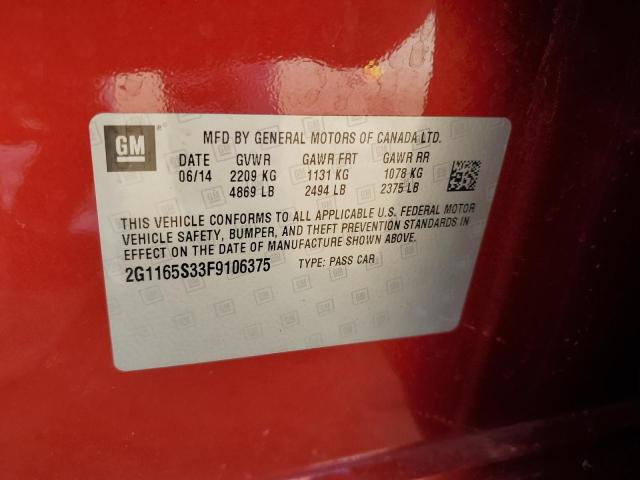 GM
MFD BY GENERAL MOTORS OF CANADA LTD.
DATE GVWR GAWR FRT GAWR RR
06/14 2209 KG 1131 KG 1078 KG
4869 LB 2494 LB 2375 LB
THIS VEHICLE CONFORMS TO ALL APPLICABLE U.S. FEDERAL MOTOR
VEHICLE SAFETY, BUMPER, AND THEFT PREVENTION STANDARDS IN
EFFECT ON THE DATE OF MANUFACTURE SHOWN ABOVE.
2G1165S33F9106375 TYPE: PASS CAR